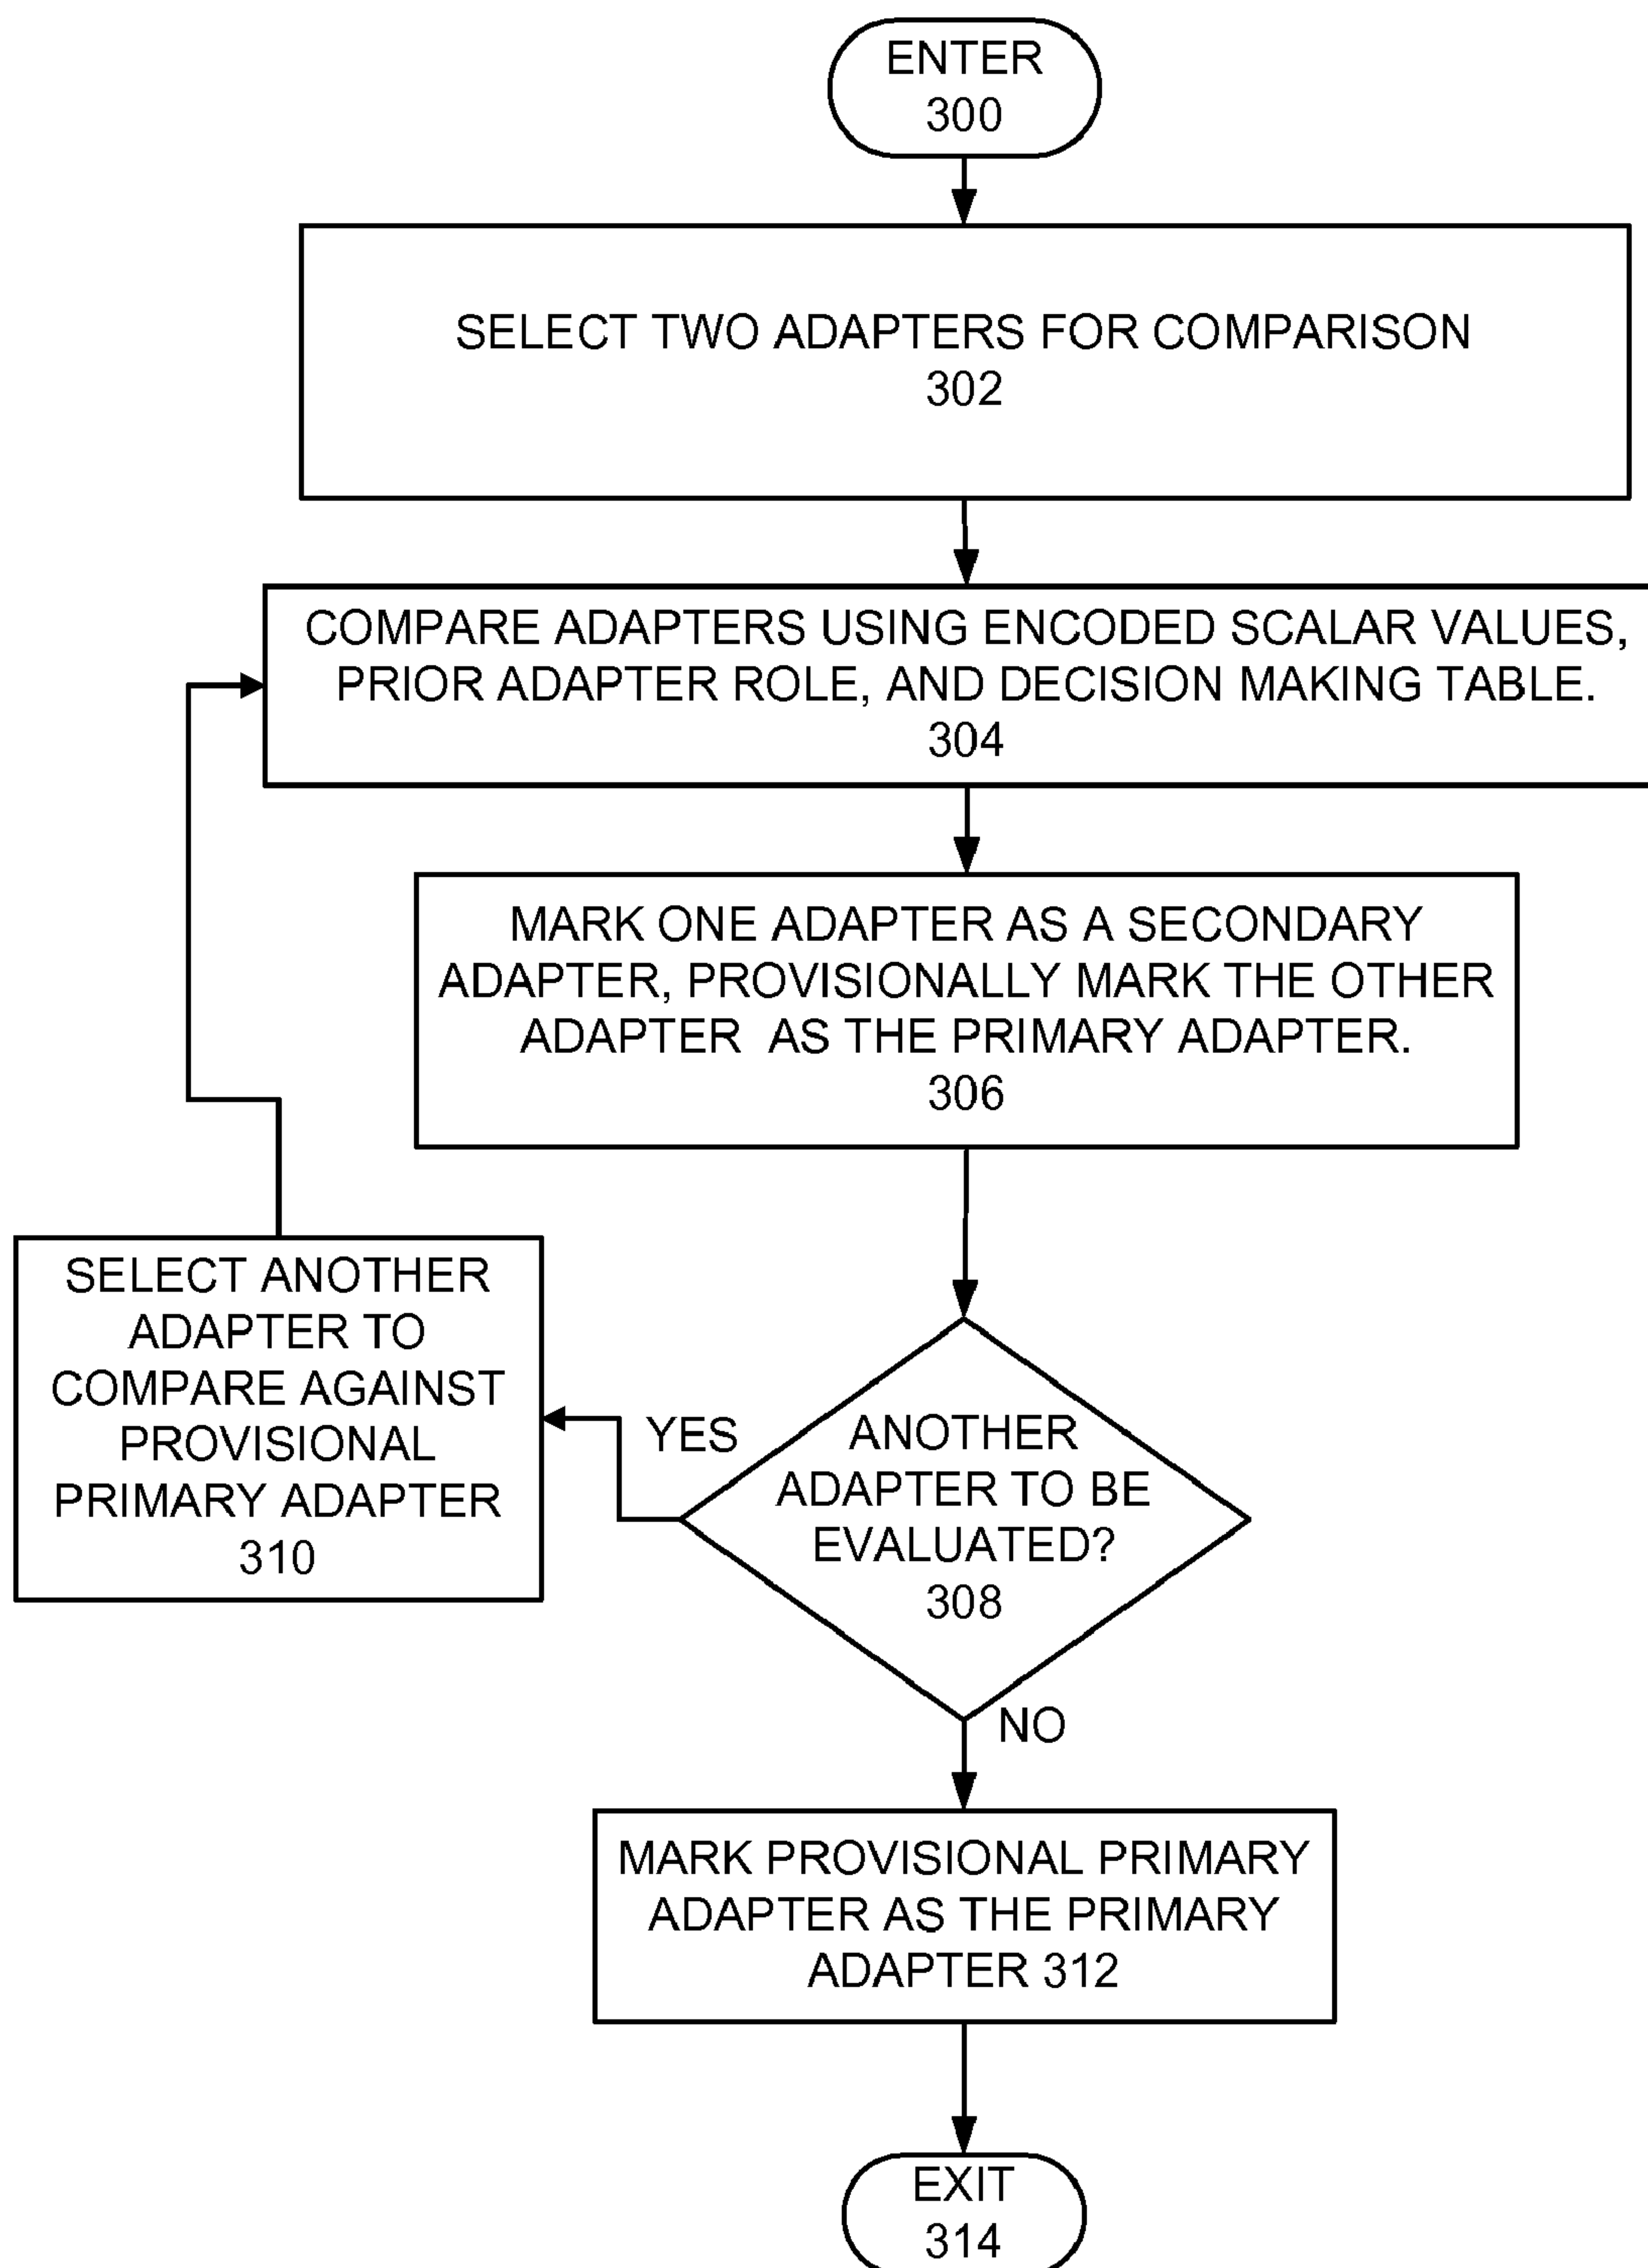 ENTER
300
SELECT TWO ADAPTERS FOR COMPARISON
302
COMPARE ADAPTERS USING ENCODED SCALAR VALUES,
PRIOR ADAPTER ROLE, AND DECISION MAKING TABLE.
304
MARK ONE ADAPTER AS A SECONDARY
ADAPTER, PROVISIONALLY MARK THE OTHER
ADAPTER AS THE PRIMARY ADAPTER.
306
SELECT ANOTHER
ADAPTER TO
COMPARE AGAINST
PROVISIONAL
PRIMARY ADAPTER
310
YES
ANOTHER
ADAPTER TO BE
EVALUATED?
308
NO
MARK PROVISIONAL PRIMARY
ADAPTER AS THE PRIMARY
ADAPTER 312
EXIT
314